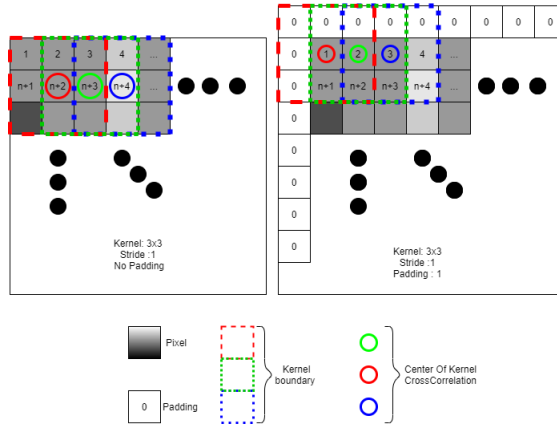 1 2 3 4 ...
n+1 n+2 n+3 n+4 ...
Kernel: 3x3
Stride :1
No Padding
0 0 0 0 0 0 0 0 0
0 1 2 3 4 ...
0 n+1 n+2 n+3 n+4 ...
0
0
0
0
0
Kernel: 3x3
Stride :1
Padding : 1
Pixel
0 Padding
Kernel
boundary
Center Of Kernel
CrossCorrelation